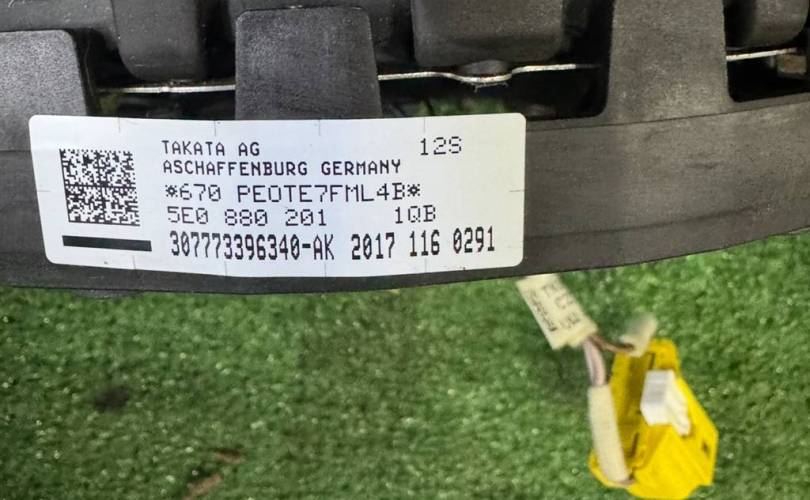 TAKATA AG 12S
ASCHAFFENBURG GERMANY
*670 PEOTE7FML4B*
5E0 880 201 1QB
307773396340-AK 2017 116 0291